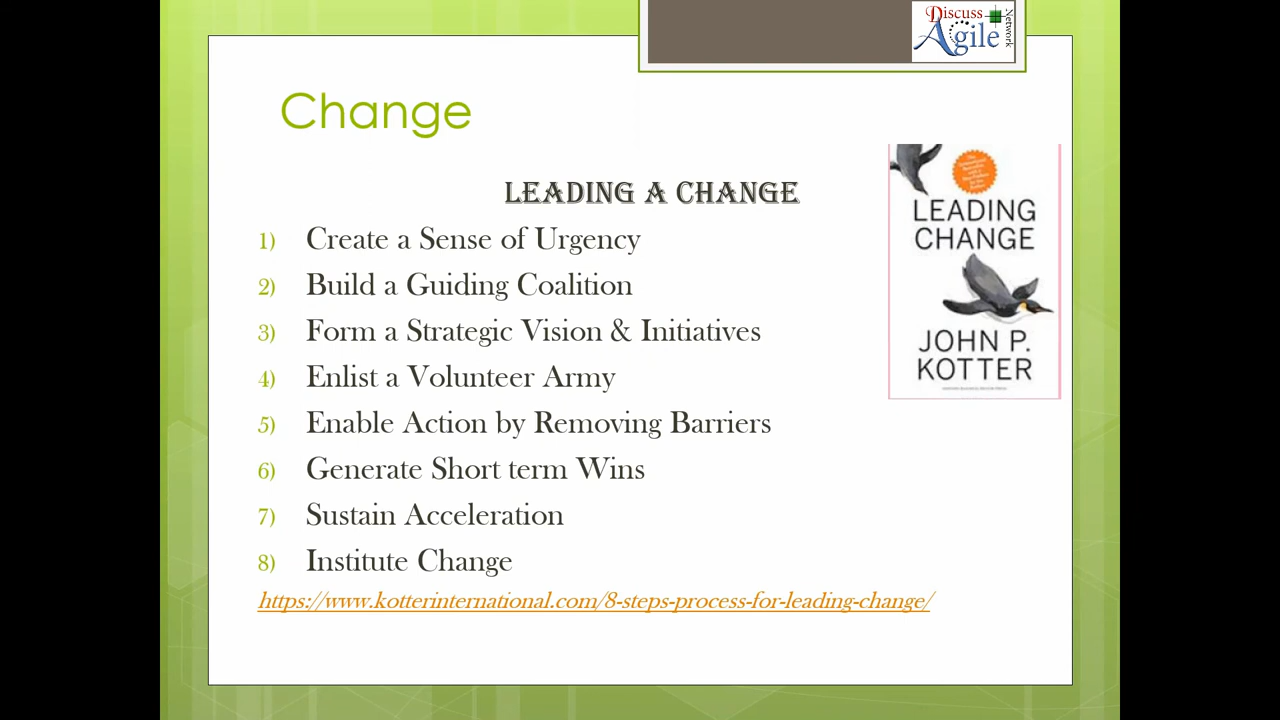 Discuss
Agile
Network
Change
LEADING A CHANGE
1) Create a Sense of Urgency
2) Build a Guiding Coalition
3) Form a Strategic Vision & Initiatives
4) Enlist a Volunteer Army
5) Enable Action by Removing Barriers
6) Generate Short term Wins
7) Sustain Acceleration
8) Institute Change
https://www.kotterinternational.com/8-steps-process-for-leading-change/
LEADING
CHANGE
JOHN P.
KOTTER